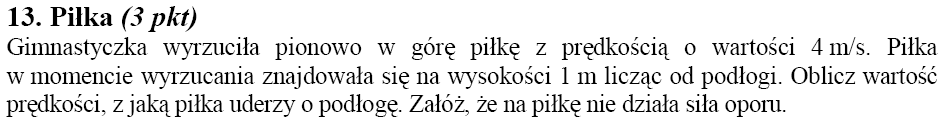 13. Piłka (3 pkt)
Gimnastyczka wyrzuciła pionowo w górę piłkę z prędkością o wartości 4 m/s. Piłka
w momencie wyrzucania znajdowała się na wysokości 1 m licząc od podłogi. Oblicz wartość
prędkości, z jaką piłka uderzy o podłogę. Załóż, że na piłkę nie działa siła oporu.